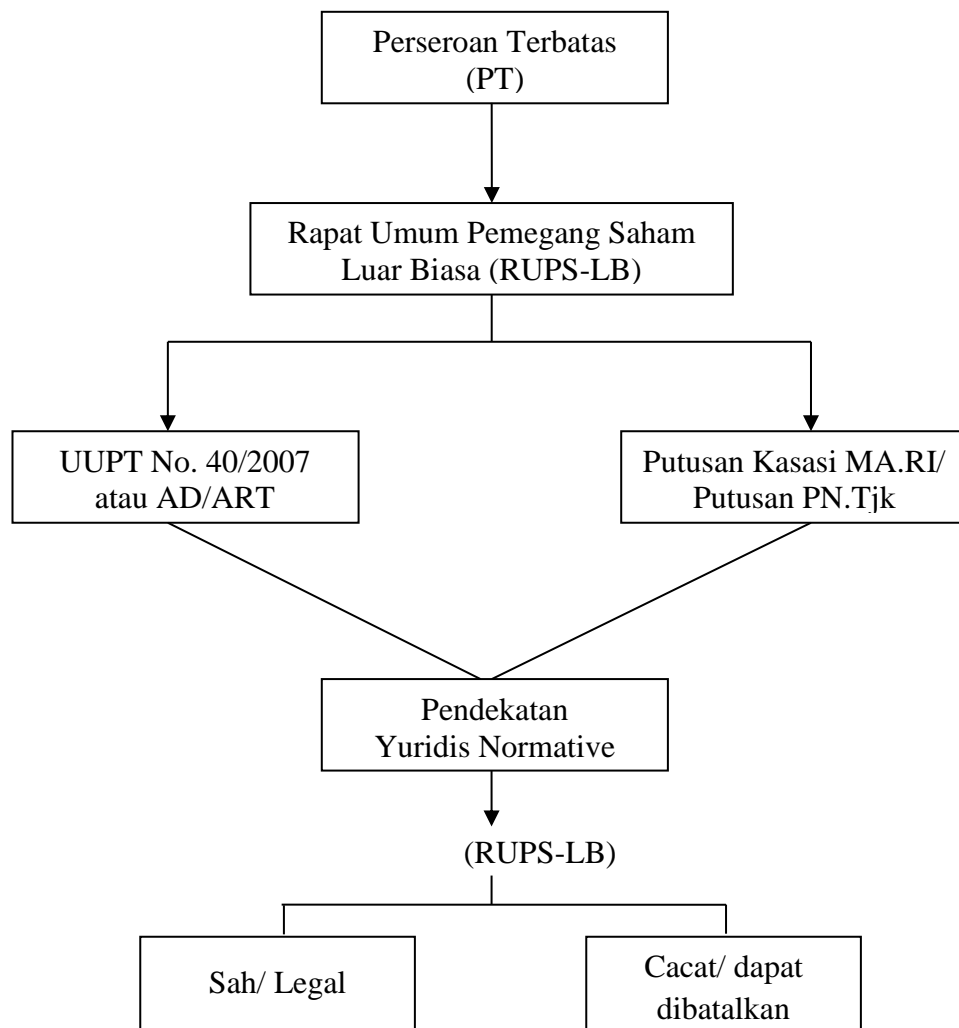 Perseroan Terbatas
(PT)
Rapat Umum Pemegang Saham
Luar Biasa (RUPS-LB)
UUPT No. 40/2007
atau AD/ART
Putusan Kasasi MA.RI/
Putusan PN.Tjk
Pendekatan
Yuridis Normative
(RUPS-LB)
Sah/ Legal
Cacat/ dapat
dibatalkan